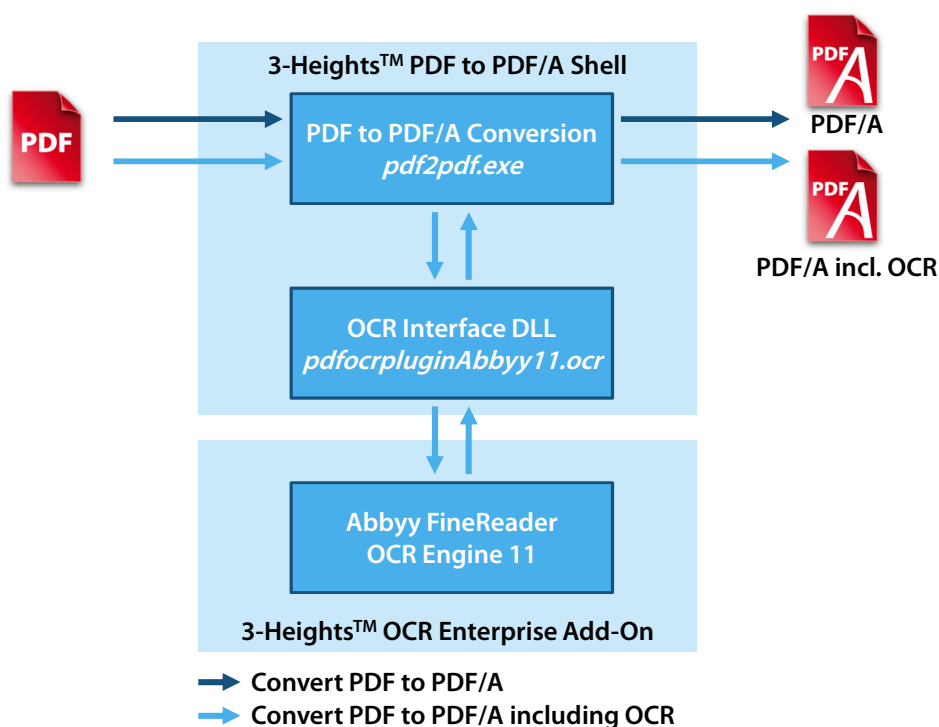 3-Heights™ PDF to PDF/A Shell
PDF
PDF to PDF/A Conversion
pdf2pdf.exe
PDF
A
PDF/A
PDF
A
PDF/A incl. OCR
OCR Interface DLL
pdfocrpluginAbbyy11.ocr
Abbyy FineReader
OCR Engine 11
3-Heights™ OCR Enterprise Add-On
Convert PDF to PDF/A
Convert PDF to PDF/A including OCR